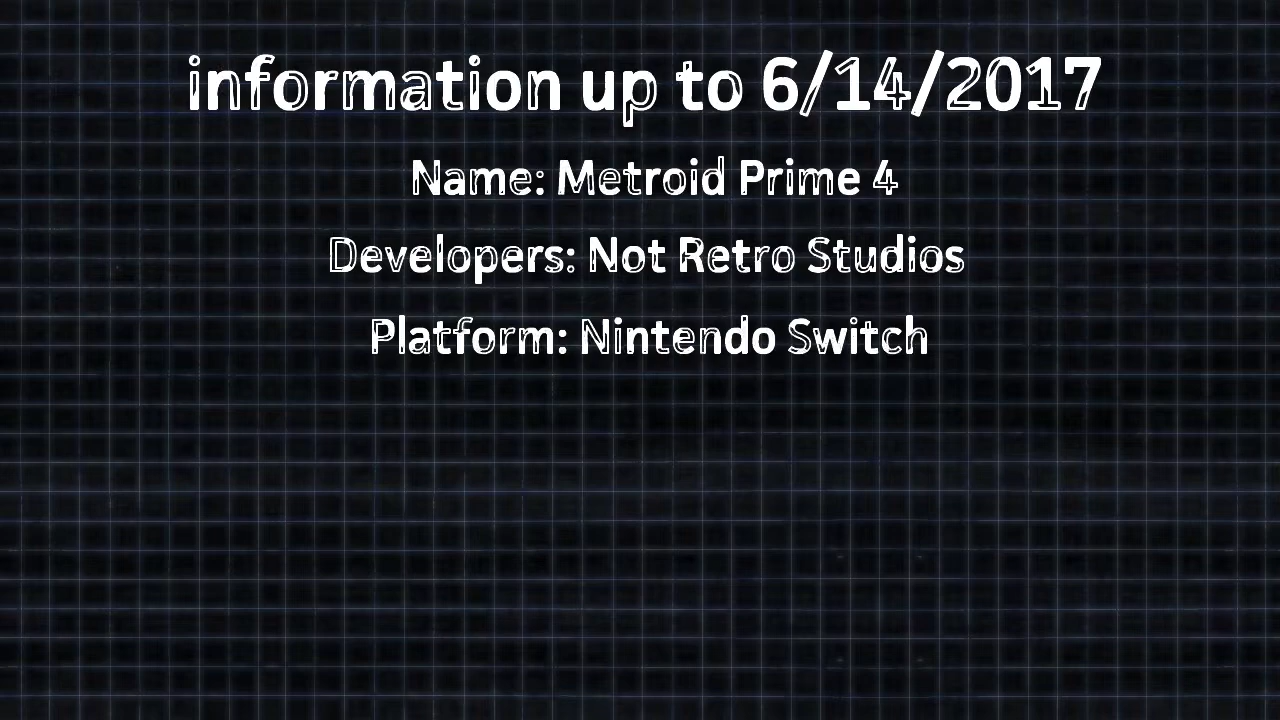 information up to 6/14/2017
Name: Metroid Prime 4
Developers: Not Retro Studios
Platform: Nintendo Switch